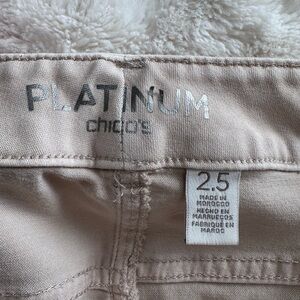 PLATINUM
chico's
2.5
MADE IN
MOROCCO
HECHO EN
MARRUECOS
FABRIQUÉ EN
MAROC